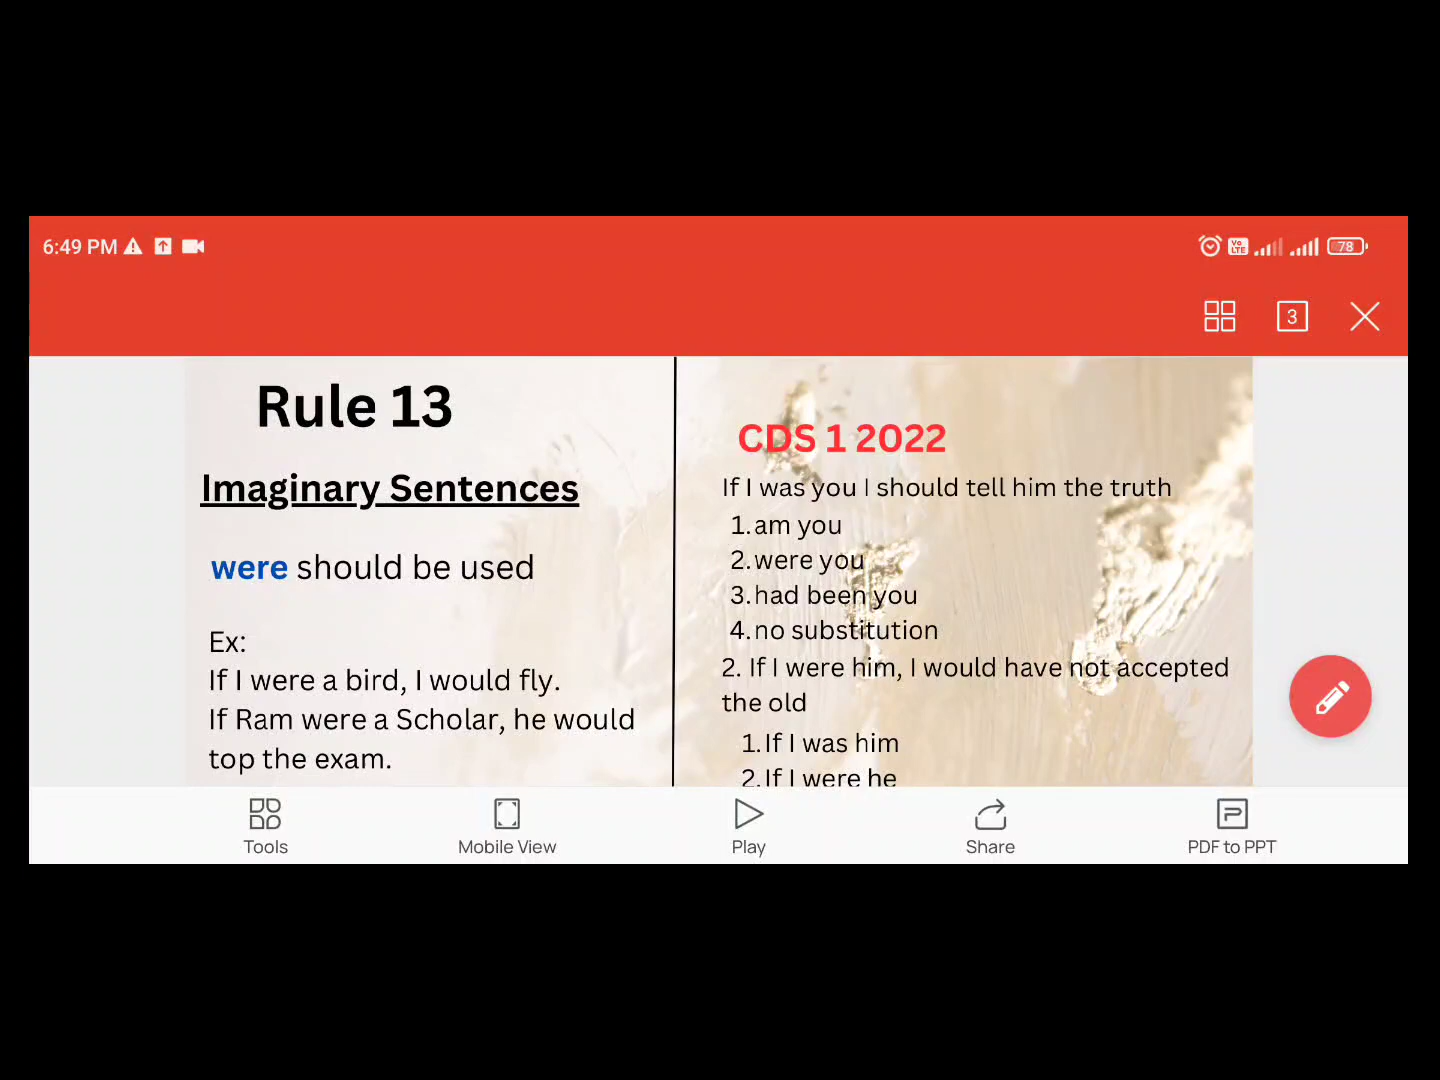 6:49 PM
Vo LTE
78
3
Rule 13
Imaginary Sentences
were should be used
Ex:
If I were a bird, I would fly.
If Ram were a Scholar, he would
top the exam.
CDS 1 2022
If I was you I should tell him the truth
1. am you
2. were you
3. had been you
4. no substitution
2. If I were him, I would have not accepted
the old
1. If I was him
2. If I were he
Tools
Mobile View
Play
Share
PDF to PPT